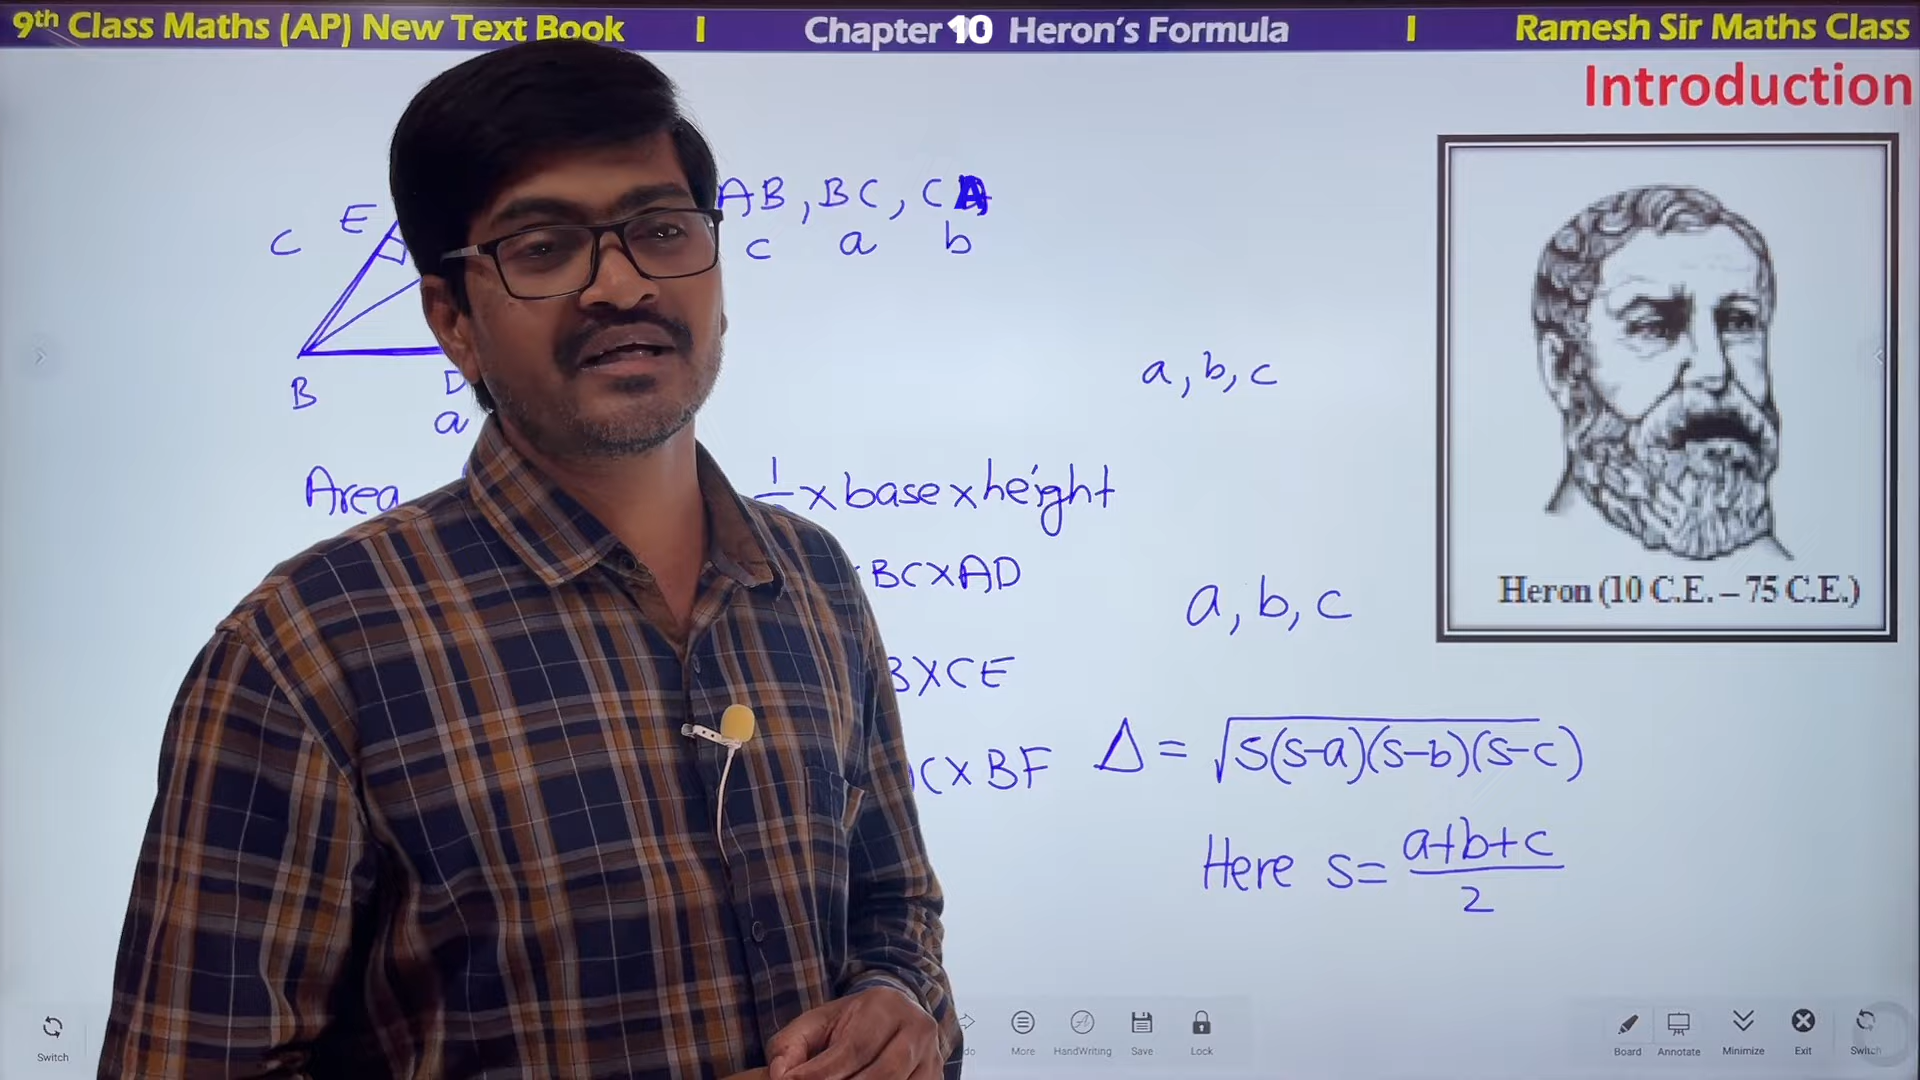 9th Class Maths (AP) New Text Book I Chapter 10 Heron's Formula I Ramesh Sir Maths Class
Introduction
E
AB, BC, CA
C
c a b
B
D
a
a, b, c
Area
1
x base x height
BC X AD
a, b, c
Heron (10 C.E. – 75 C.E.)
X CE
X BF
Δ = √s(s-a)(s-b)(s-c)
Here s = a+b+c
2
Switch
More HandWriting Save Lock
Board Annotate Minimize Exit Switch